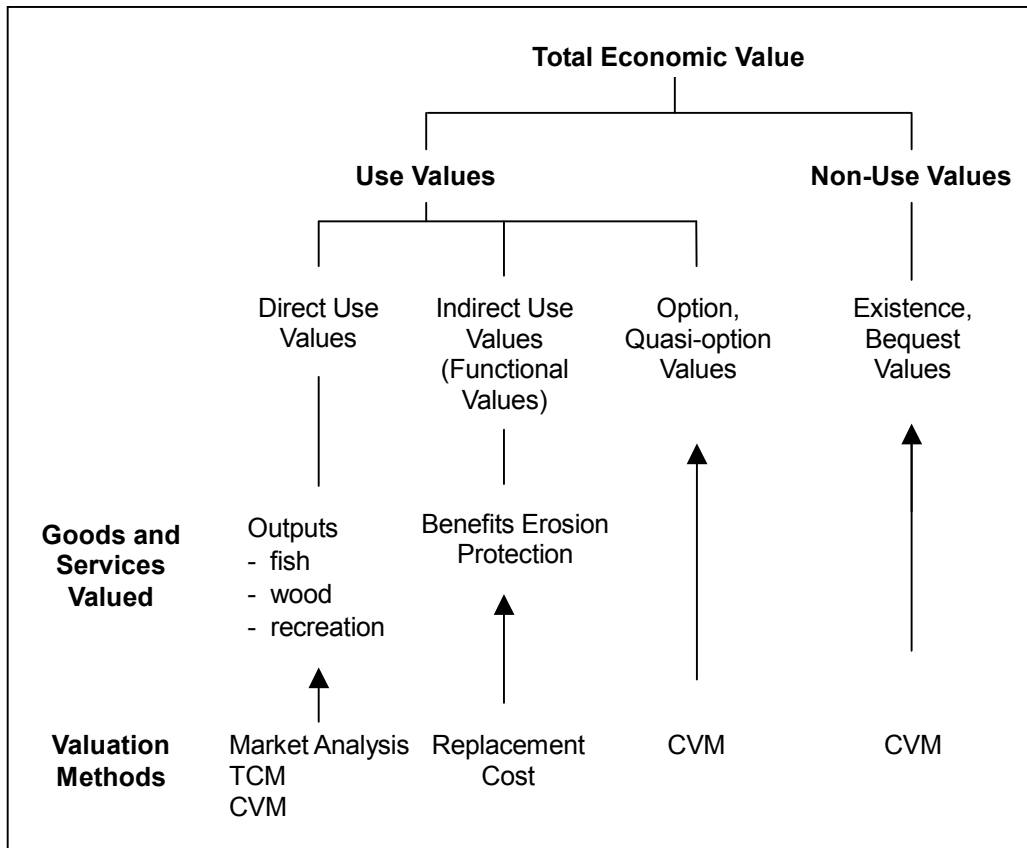 Total Economic Value
Use Values
Non-Use Values
Direct Use
Values
Indirect Use
Values
(Functional
Values)
Option,
Quasi-option
Values
Existence,
Bequest
Values
Goods and
Services
Valued
Outputs
- fish
- wood
- recreation
Benefits Erosion
Protection
Valuation
Methods
Market Analysis
TCM
CVM
Replacement
Cost
CVM
CVM